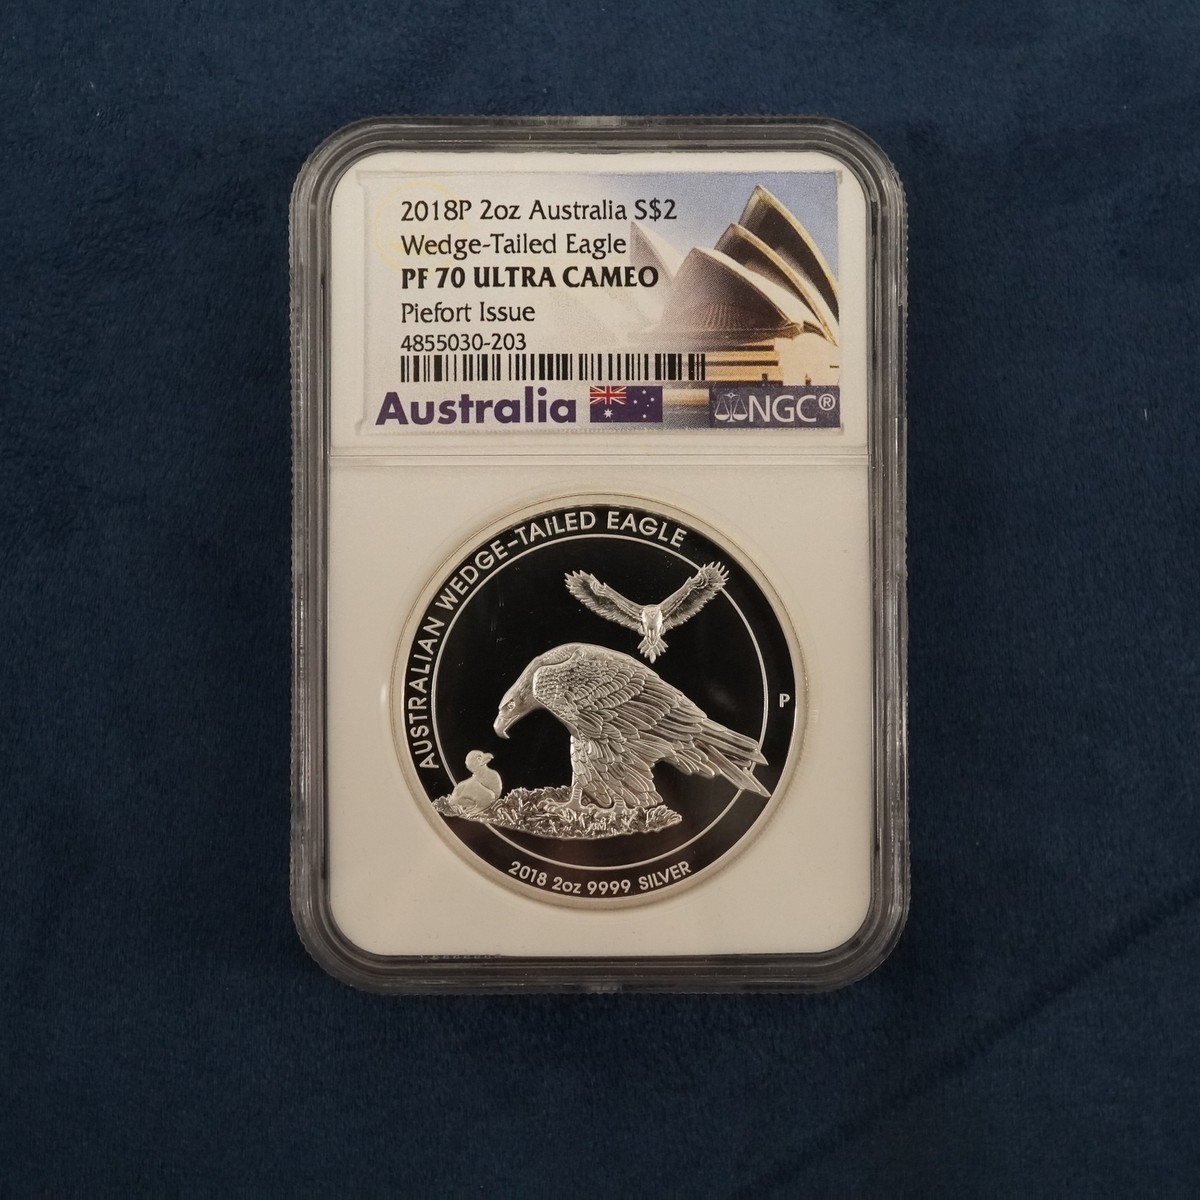 2018P 2oz Australia S$2
Wedge-Tailed Eagle
PF 70 ULTRA CAMEO
Piefort Issue
4855030-203
Australia
NGC®
AUSTRALIAN WEDGE-TAILED EAGLE
P
2018 2oz 9999 SILVER